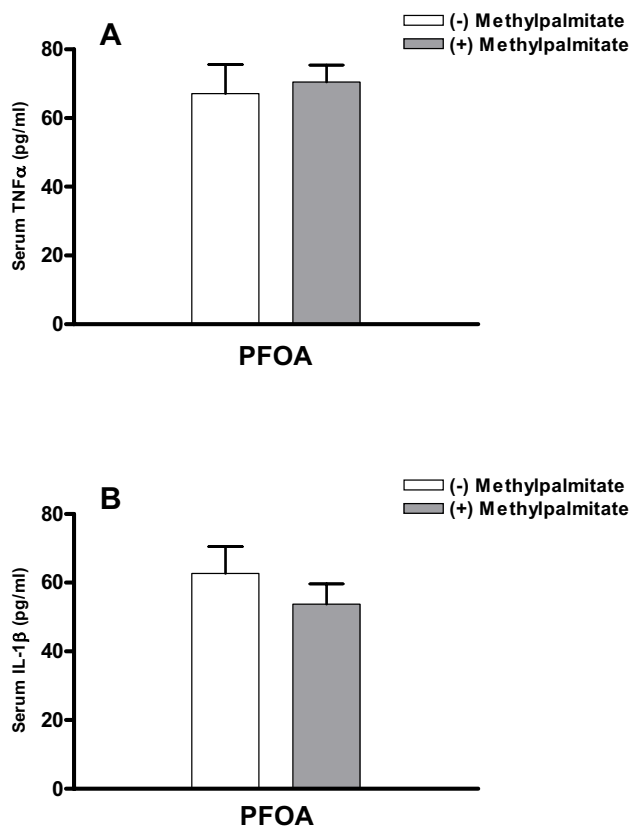 A
(-) Methylpalmitate
(+) Methylpalmitate
Serum TNFα (pg/ml)
80
60
40
20
0
PFOA
B
(-) Methylpalmitate
(+) Methylpalmitate
Serum IL-1β (pg/ml)
80
60
40
20
0
PFOA